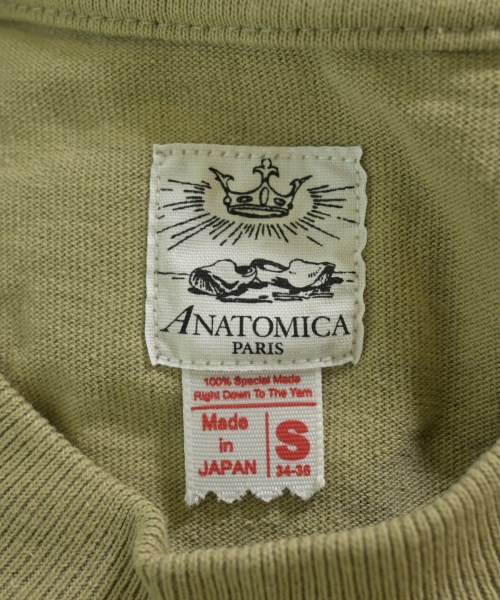 ANATOMICA
PARIS
100% Special Made
Right Down To The Yarn
Made
in
JAPAN
S
34-36